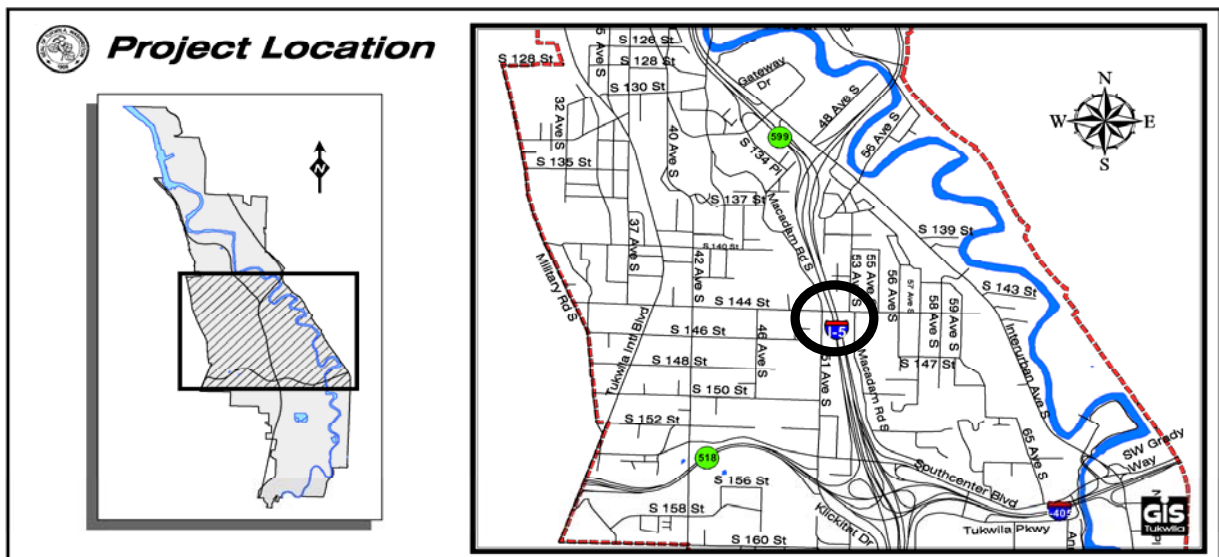 Project Location
N
N
W E
S
5 Ave S
S 126 St
S 128 St
S 128 St
Gateway Dr
S 130 St
48 Ave S
32 Ave S
40 Ave S
599
56 Ave S
S 134 Pl
S 135 St
S 137 St
Macadam Rd S
S 139 St
37 Ave S
S 140 St
42 Ave S
Military Rd S
53 Ave S
55 Ave S
56 Ave S
57 Ave S
58 Ave S
59 Ave S
S 143 St
S 144 St
Tukwila Intl Blvd
S 146 St
46 Ave S
I-5
Interurban Ave S
S 148 St
51 Ave S
Macadam Rd S
S 147 St
S 150 St
S 152 St
65 Ave S
SW Grady Way
518
Southcenter Blvd
S 156 St
S 158 St
Klickitat Dr
Tukwila Pkwy
I-405
S 160 St
GIS
Tukwila